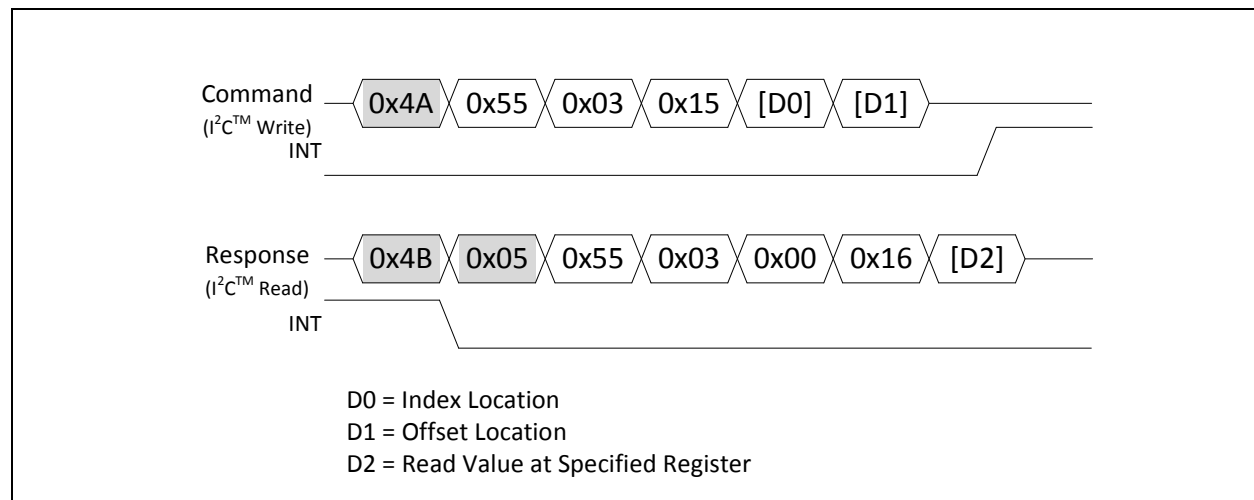 Command 0x4A 0x55 0x03 0x15 [D0] [D1]
(I²C™ Write)
INT
Response 0x4B 0x05 0x55 0x03 0x00 0x16 [D2]
(I²C™ Read)
INT
D0 = Index Location
D1 = Offset Location
D2 = Read Value at Specified Register